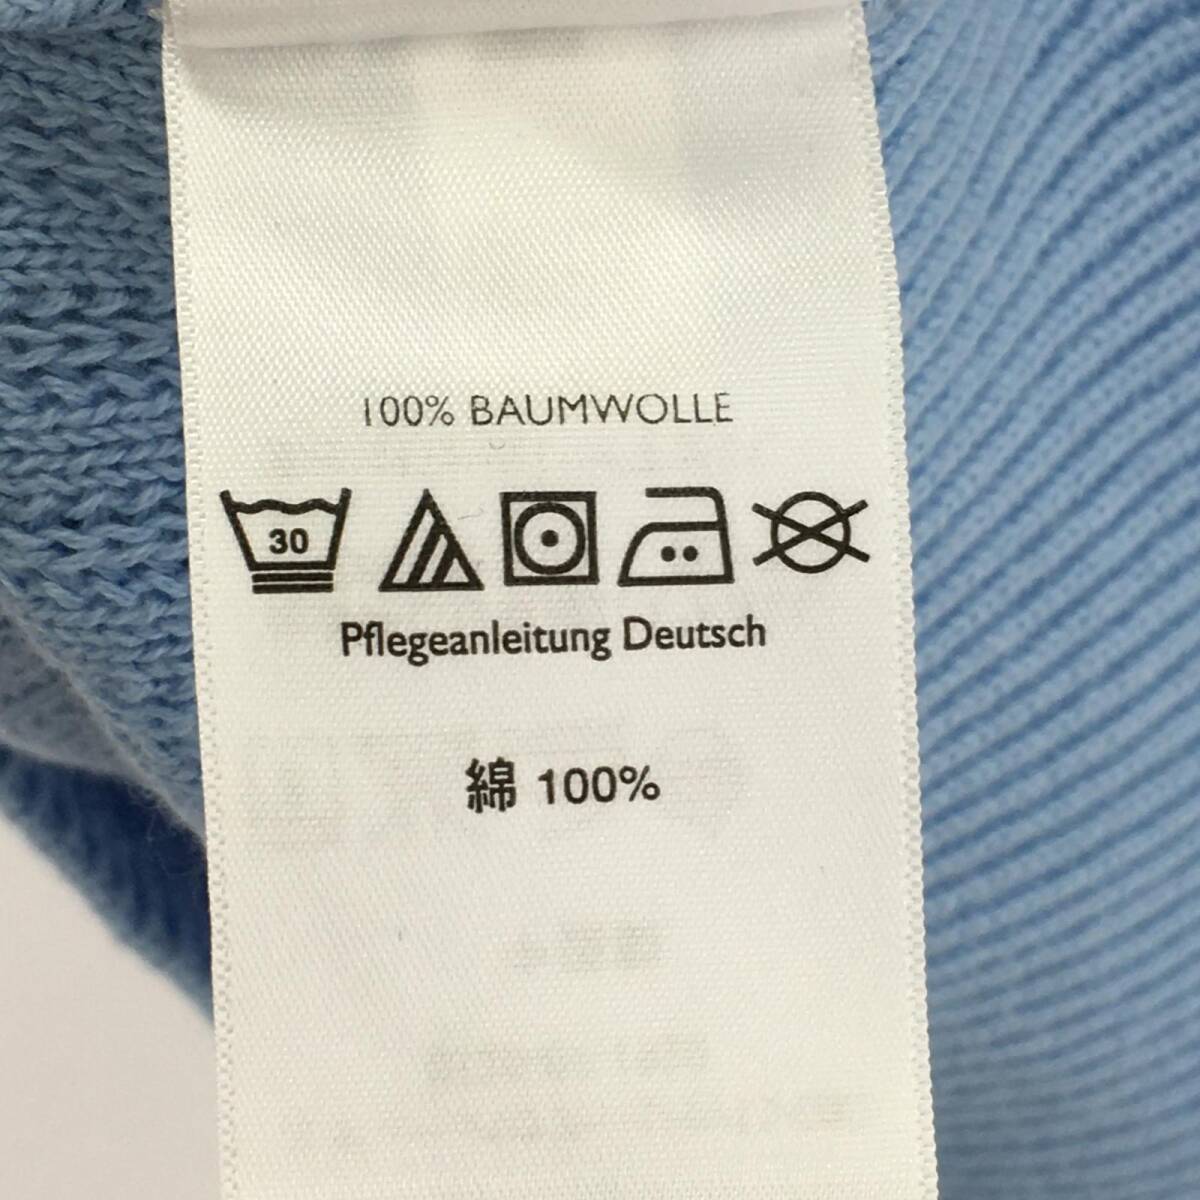 100% BAUMWOLLE
30
Pflegeanleitung Deutsch
綿 100%